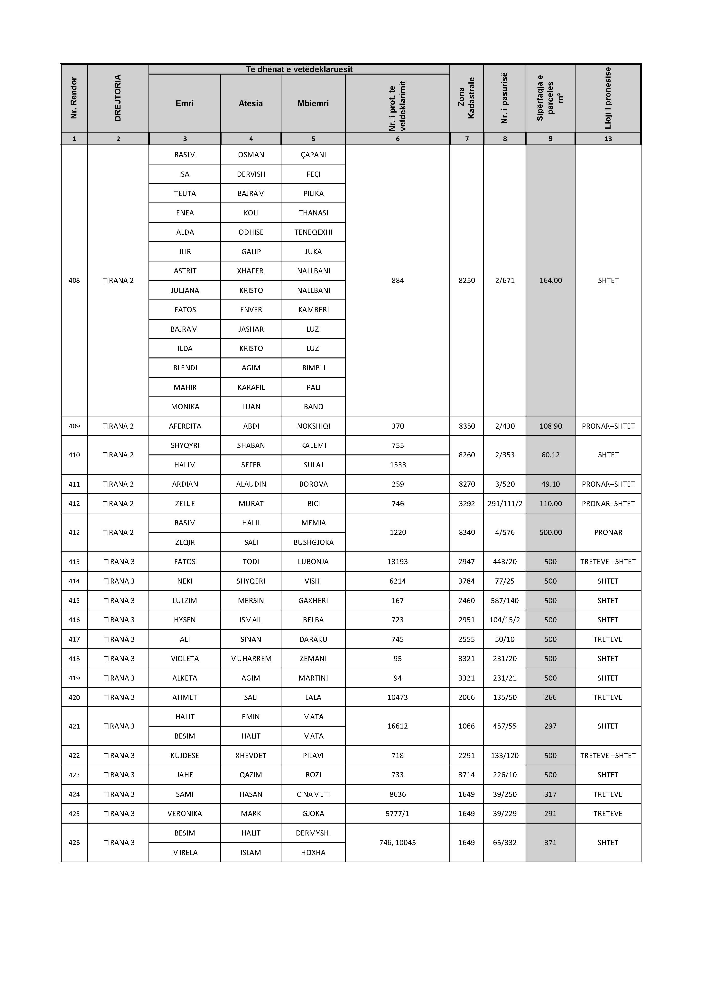 Të dhënat e vetëdeklaruesit
Nr. Rendor DREJTORIA Emri Atësia Mbiemri Nr. i prot. te vetdeklarimit Zona Kadastrale Nr. i pasurisë Sipërfaqja e parceles m² Lloji I pronesise
1 2 3 4 5 6 7 8 9 13
RASIM OSMAN ÇAPANI
ISA DERVISH FEÇI
TEUTA BAJRAM PILIKA
ENEA KOLI THANASI
ALDA ODHISE TENEQEXHI
ILIR GALIP JUKA
ASTRIT XHAFER NALLBANI
408 TIRANA 2 884 8250 2/671 164.00 SHTET
JULJANA KRISTO NALLBANI
FATOS ENVER KAMBERI
BAJRAM JASHAR LUZI
ILDA KRISTO LUZI
BLENDI AGIM BIMBLI
MAHIR KARAFIL PALI
MONIKA LUAN BANO
409 TIRANA 2 AFERDITA ABDI NOKSHIQI 370 8350 2/430 108.90 PRONAR+SHTET
SHYQYRI SHABAN KALEMI 755
410 TIRANA 2 8260 2/353 60.12 SHTET
HALIM SEFER SULAJ 1533
411 TIRANA 2 ARDIAN ALAUDIN BOROVA 259 8270 3/520 49.10 PRONAR+SHTET
412 TIRANA 2 ZELIJE MURAT BICI 746 3292 291/111/2 110.00 PRONAR+SHTET
RASIM HALIL MEMIA
412 TIRANA 2 1220 8340 4/576 500.00 PRONAR
ZEQIR SALI BUSHGJOKA
413 TIRANA 3 FATOS TODI LUBONJA 13193 2947 443/20 500 TRETEVE +SHTET
414 TIRANA 3 NEKI SHYQERI VISHI 6214 3784 77/25 500 SHTET
415 TIRANA 3 LULZIM MERSIN GAXHERI 167 2460 587/140 500 SHTET
416 TIRANA 3 HYSEN ISMAIL BELBA 723 2951 104/15/2 500 SHTET
417 TIRANA 3 ALI SINAN DARAKU 745 2555 50/10 500 TRETEVE
418 TIRANA 3 VIOLETA MUHARREM ZEMANI 95 3321 231/20 500 SHTET
419 TIRANA 3 ALKETA AGIM MARTINI 94 3321 231/21 500 SHTET
420 TIRANA 3 AHMET SALI LALA 10473 2066 135/50 266 TRETEVE
HALIT EMIN MATA
421 TIRANA 3 16612 1066 457/55 297 SHTET
BESIM HALIT MATA
422 TIRANA 3 KUJDESE XHEVDET PILAVI 718 2291 133/120 500 TRETEVE +SHTET
423 TIRANA 3 JAHE QAZIM ROZI 733 3714 226/10 500 SHTET
424 TIRANA 3 SAMI HASAN CINAMETI 8636 1649 39/250 317 TRETEVE
425 TIRANA 3 VERONIKA MARK GJOKA 5777/1 1649 39/229 291 TRETEVE
BESIM HALIT DERMYSHI
426 TIRANA 3 746, 10045 1649 65/332 371 SHTET
MIRELA ISLAM HOXHA